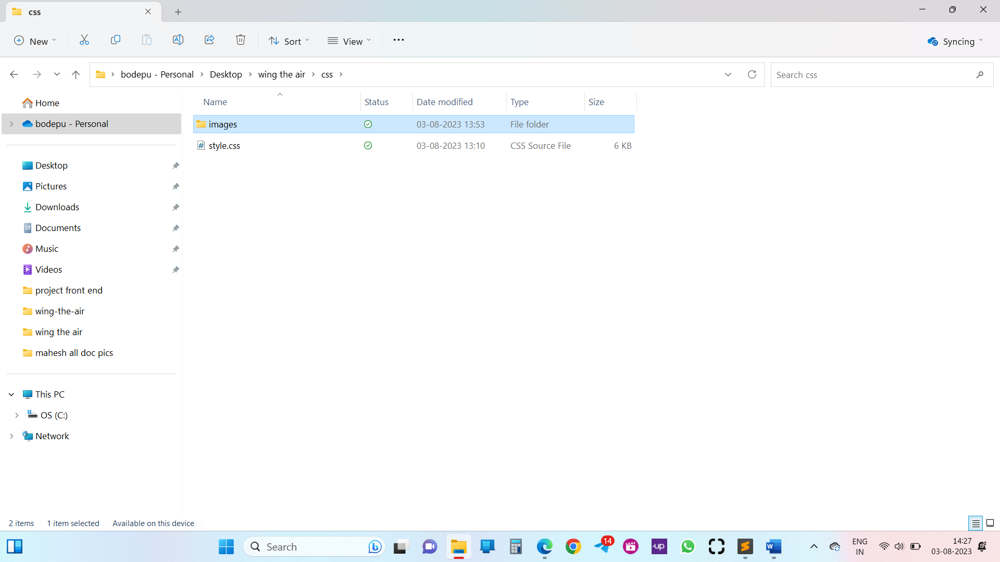 css
New
Sort
View
Syncing
bodepu - Personal
Desktop
wing the air
css
Search css
Home
bodepu - Personal
Desktop
Pictures
Downloads
Documents
Music
Videos
project front end
wing-the-air
wing the air
mahesh all doc pics
This PC
OS (C:)
Network
Name Status Date modified Type Size
images 03-08-2023 13:53 File folder
style.css 03-08-2023 13:10 CSS Source File 6 KB
2 items 1 item selected Available on this device
Search
14
up
W
ENG
IN
14:27
03-08-2023